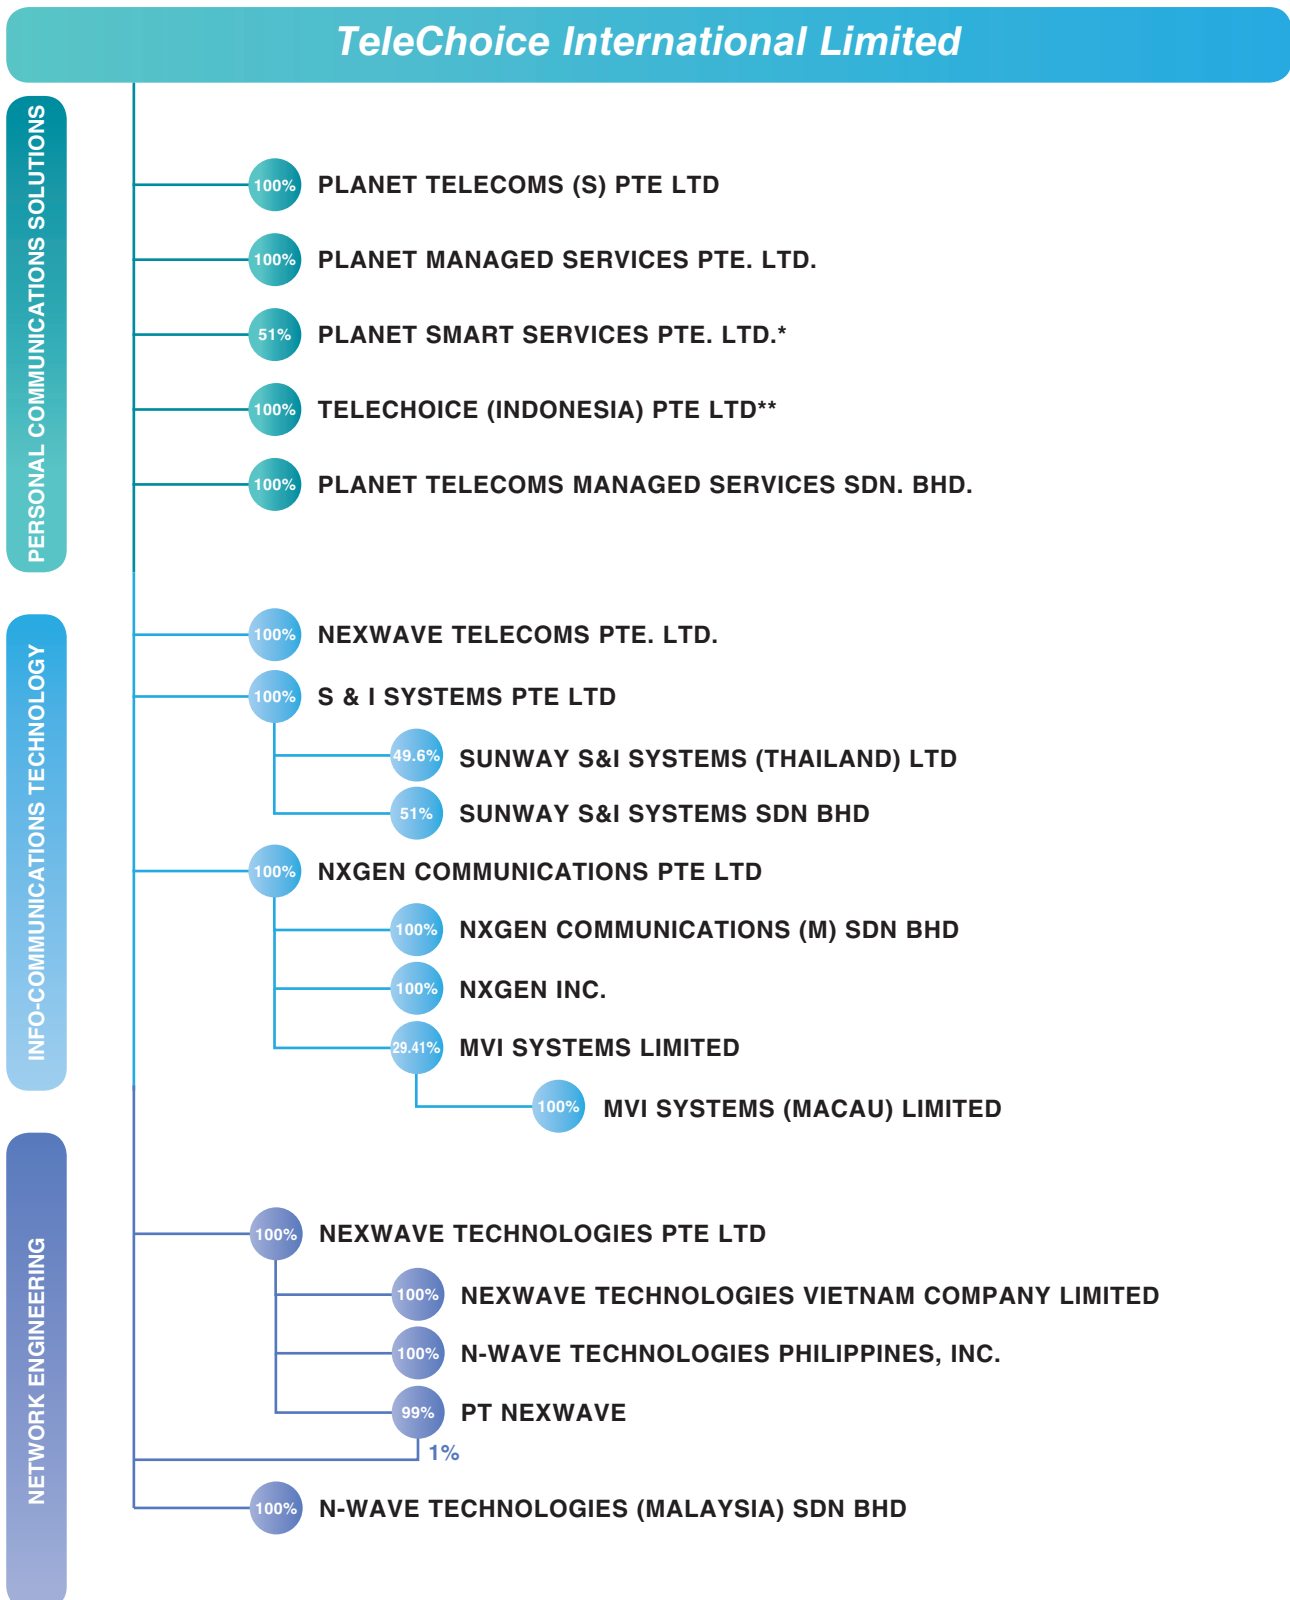 TeleChoice International Limited
PERSONAL COMMUNICATIONS SOLUTIONS
100% PLANET TELECOMS (S) PTE LTD
100% PLANET MANAGED SERVICES PTE. LTD.
51% PLANET SMART SERVICES PTE. LTD.*
100% TELECHOICE (INDONESIA) PTE LTD**
100% PLANET TELECOMS MANAGED SERVICES SDN. BHD.
INFO-COMMUNICATIONS TECHNOLOGY
100% NEXWAVE TELECOMS PTE. LTD.
100% S & I SYSTEMS PTE LTD
49.6% SUNWAY S&I SYSTEMS (THAILAND) LTD
51% SUNWAY S&I SYSTEMS SDN BHD
100% NXGEN COMMUNICATIONS PTE LTD
100% NXGEN COMMUNICATIONS (M) SDN BHD
100% NXGEN INC.
29.41% MVI SYSTEMS LIMITED
100% MVI SYSTEMS (MACAU) LIMITED
NETWORK ENGINEERING
100% NEXWAVE TECHNOLOGIES PTE LTD
100% NEXWAVE TECHNOLOGIES VIETNAM COMPANY LIMITED
100% N-WAVE TECHNOLOGIES PHILIPPINES, INC.
99% PT NEXWAVE
1%
100% N-WAVE TECHNOLOGIES (MALAYSIA) SDN BHD